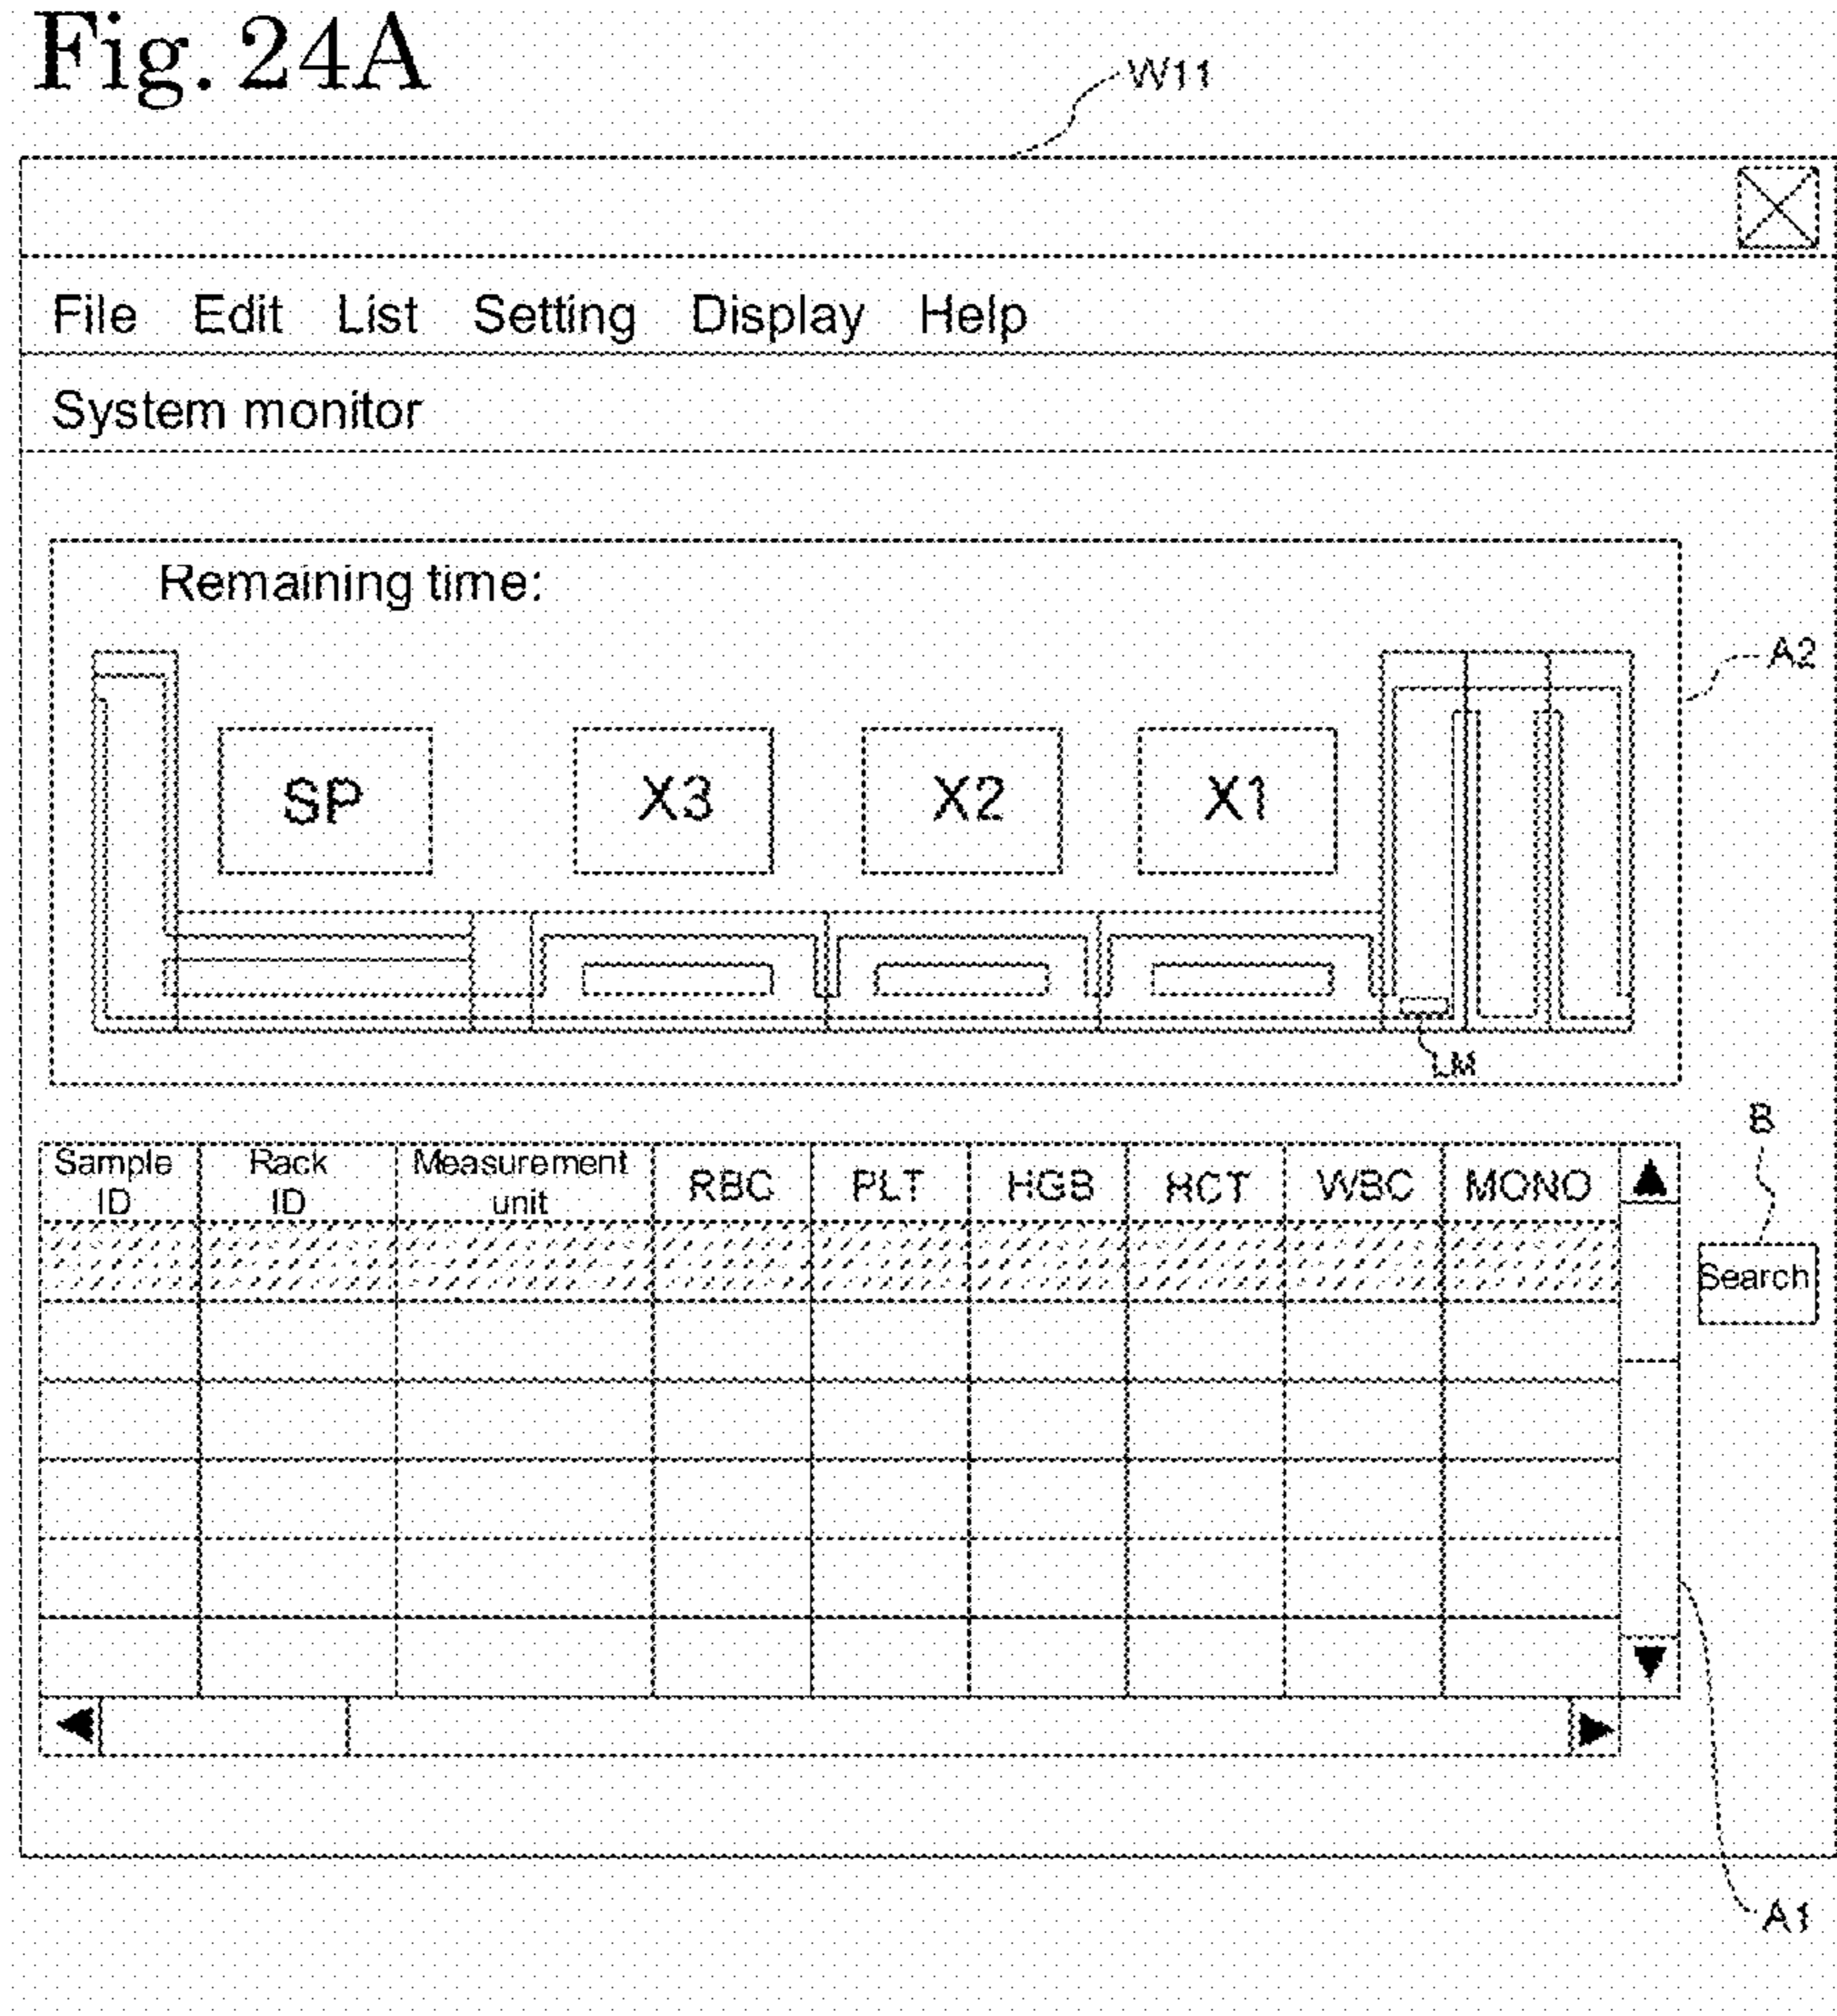 Fig. 24A
W11
File Edit List Setting Display Help
System monitor
Remaining time:
A2
SP X3 X2 X1
LM
B
Sample ID Rack ID Measurement unit RBC PLT HGB HCT WBC MONO
Search
A1